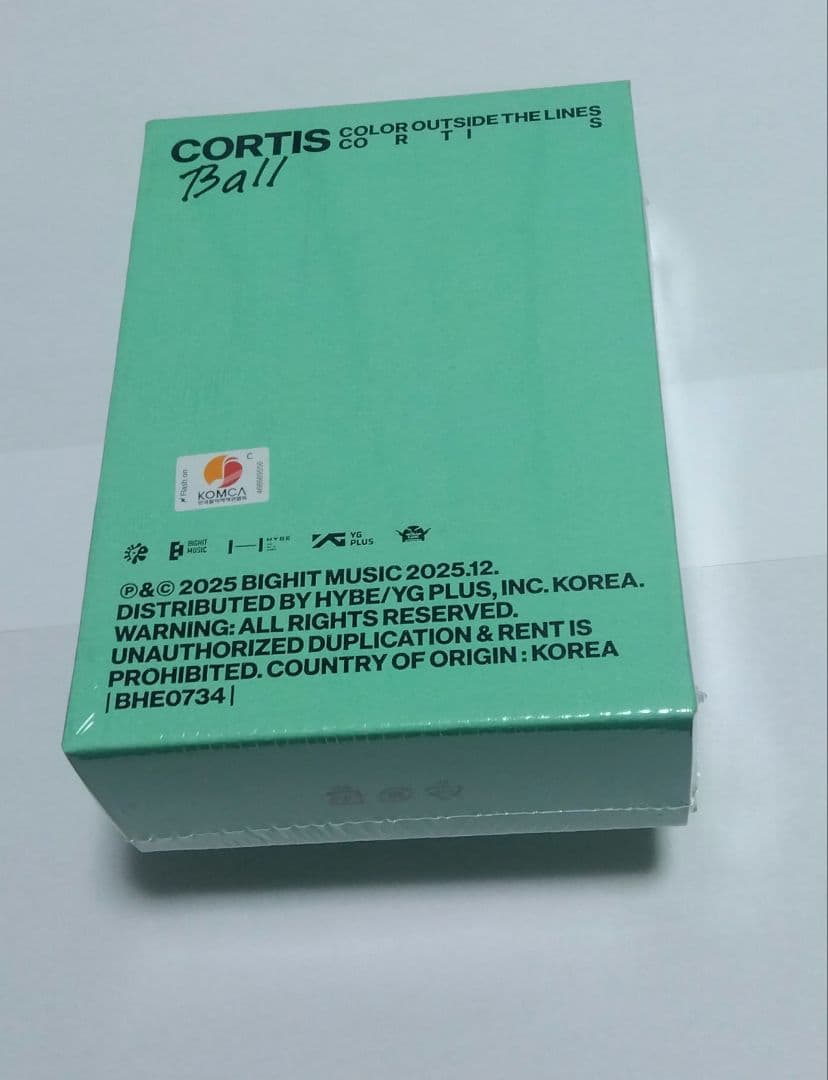 CORTIS
COLOR OUTSIDE THE LINES
CO R T I S
Ball
Flash on
C
KOMCA
BIGHIT
MUSIC
HYBE
YG
PLUS
℗&© 2025 BIGHIT MUSIC 2025.12.
DISTRIBUTED BY HYBE/YG PLUS, INC. KOREA.
WARNING: ALL RIGHTS RESERVED.
UNAUTHORIZED DUPLICATION & RENT IS
PROHIBITED. COUNTRY OF ORIGIN : KOREA
| BHE0734 |